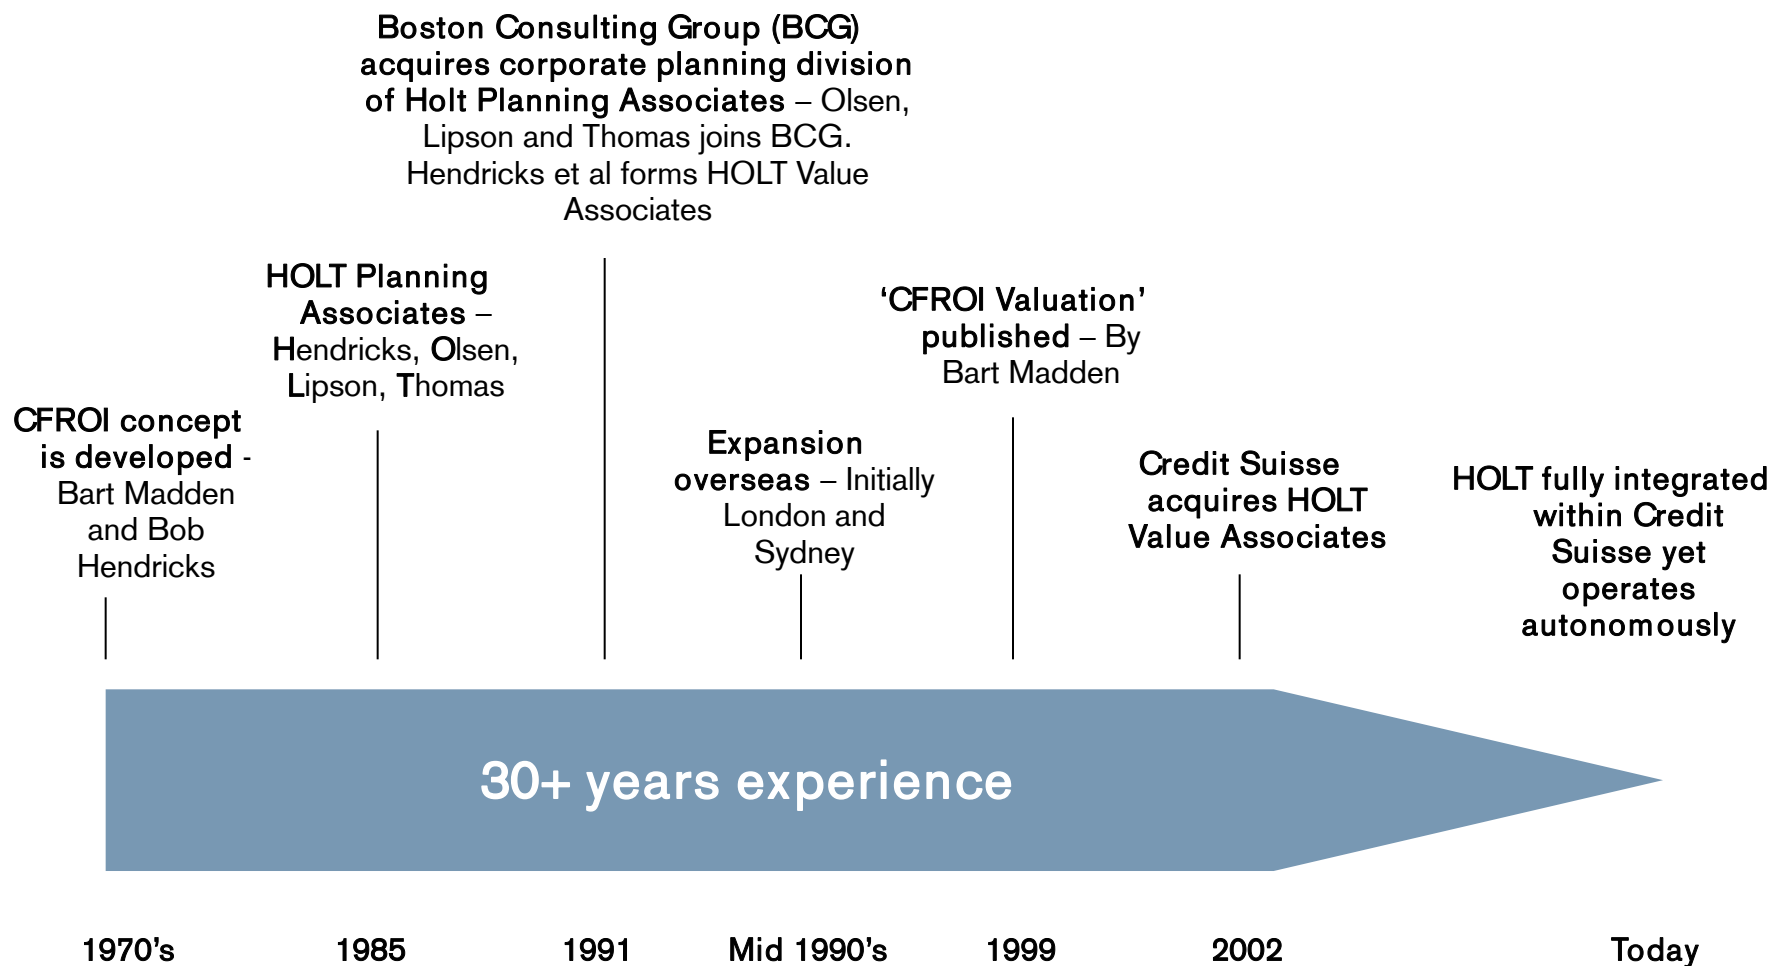 Boston Consulting Group (BCG)
acquires corporate planning division
of Holt Planning Associates – Olsen,
Lipson and Thomas joins BCG.
Hendricks et al forms HOLT Value
Associates
HOLT Planning
Associates –
Hendricks, Olsen,
Lipson, Thomas
‘CFROI Valuation’
published – By
Bart Madden
CFROI concept
is developed -
Bart Madden
and Bob
Hendricks
Expansion
overseas – Initially
London and
Sydney
Credit Suisse
acquires HOLT
Value Associates
HOLT fully integrated
within Credit
Suisse yet
operates
autonomously
30+ years experience
1970’s
1985
1991
Mid 1990’s
1999
2002
Today